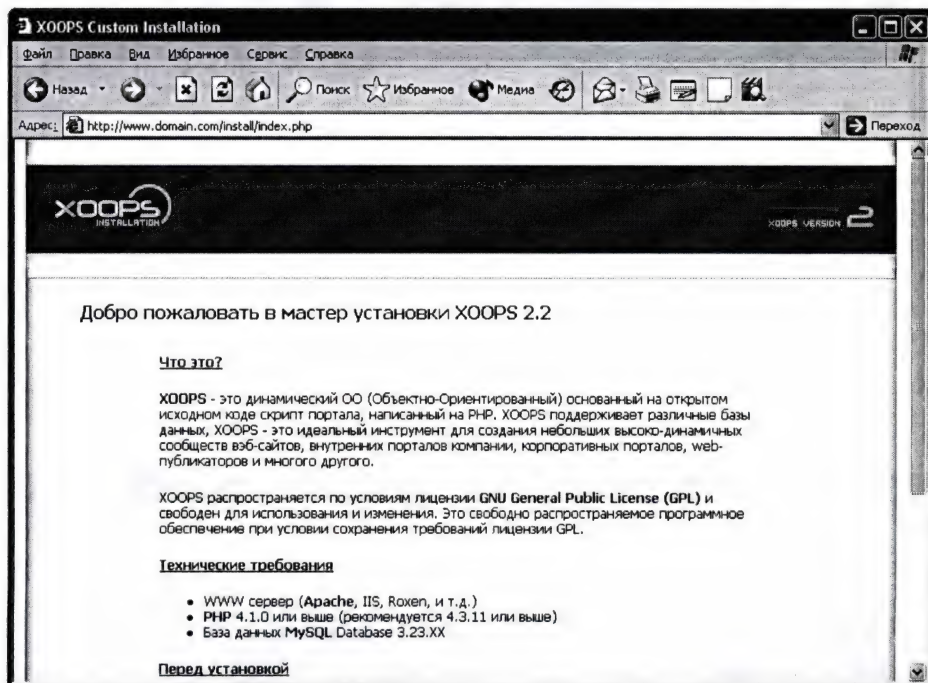 XOOPS Custom Installation
Файл Правка Вид Избранное Сервис Справка
Назад Поиск Избранное Медиа
Адрес: http://www.domain.com/install/index.php Переход
XOOPS
INSTALLATION
XOOPS VERSION 2
Добро пожаловать в мастер установки XOOPS 2.2
Что это?
XOOPS - это динамический ОО (Объектно-Ориентированный) основанный на открытом
исходном коде скрипт портала, написанный на PHP. XOOPS поддерживает различные базы
данных, XOOPS - это идеальный инструмент для создания небольших высоко-динамичных
сообществ вэб-сайтов, внутренних порталов компании, корпоративных порталов, web-
публикаторов и многого другого.
XOOPS распространяется по условиям лицензии GNU General Public License (GPL) и
свободен для использования и изменения. Это свободно распространяемое программное
обеспечение при условии сохранения требований лицензии GPL.
Технические требования
• WWW сервер (Apache, IIS, Roxen, и т.д.)
• PHP 4.1.0 или выше (рекомендуется 4.3.11 или выше)
• База данных MySQL Database 3.23.XX
Перед установкой